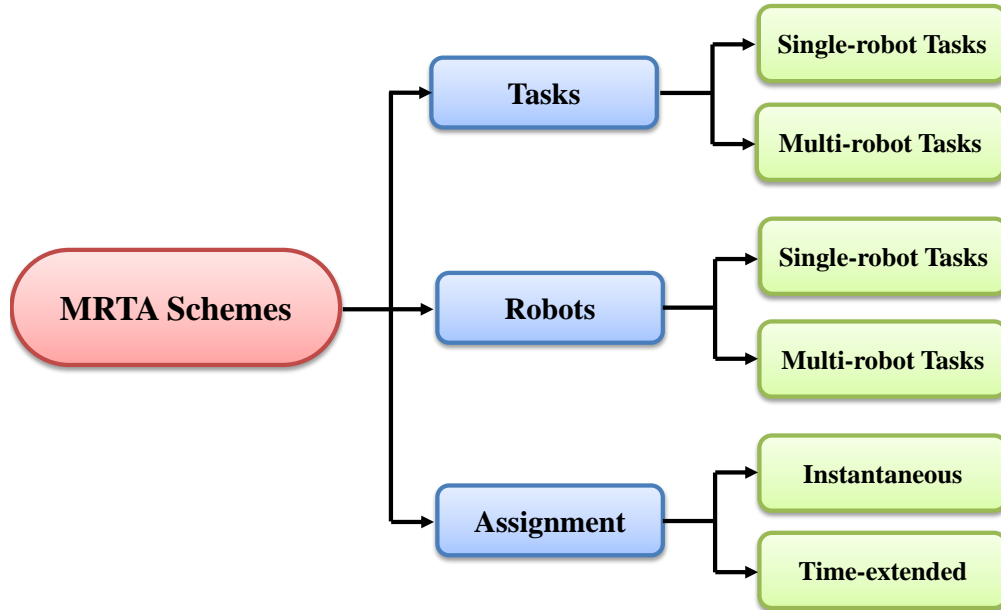 MRTA Schemes
Tasks
Single-robot Tasks
Multi-robot Tasks
Robots
Single-robot Tasks
Multi-robot Tasks
Assignment
Instantaneous
Time-extended